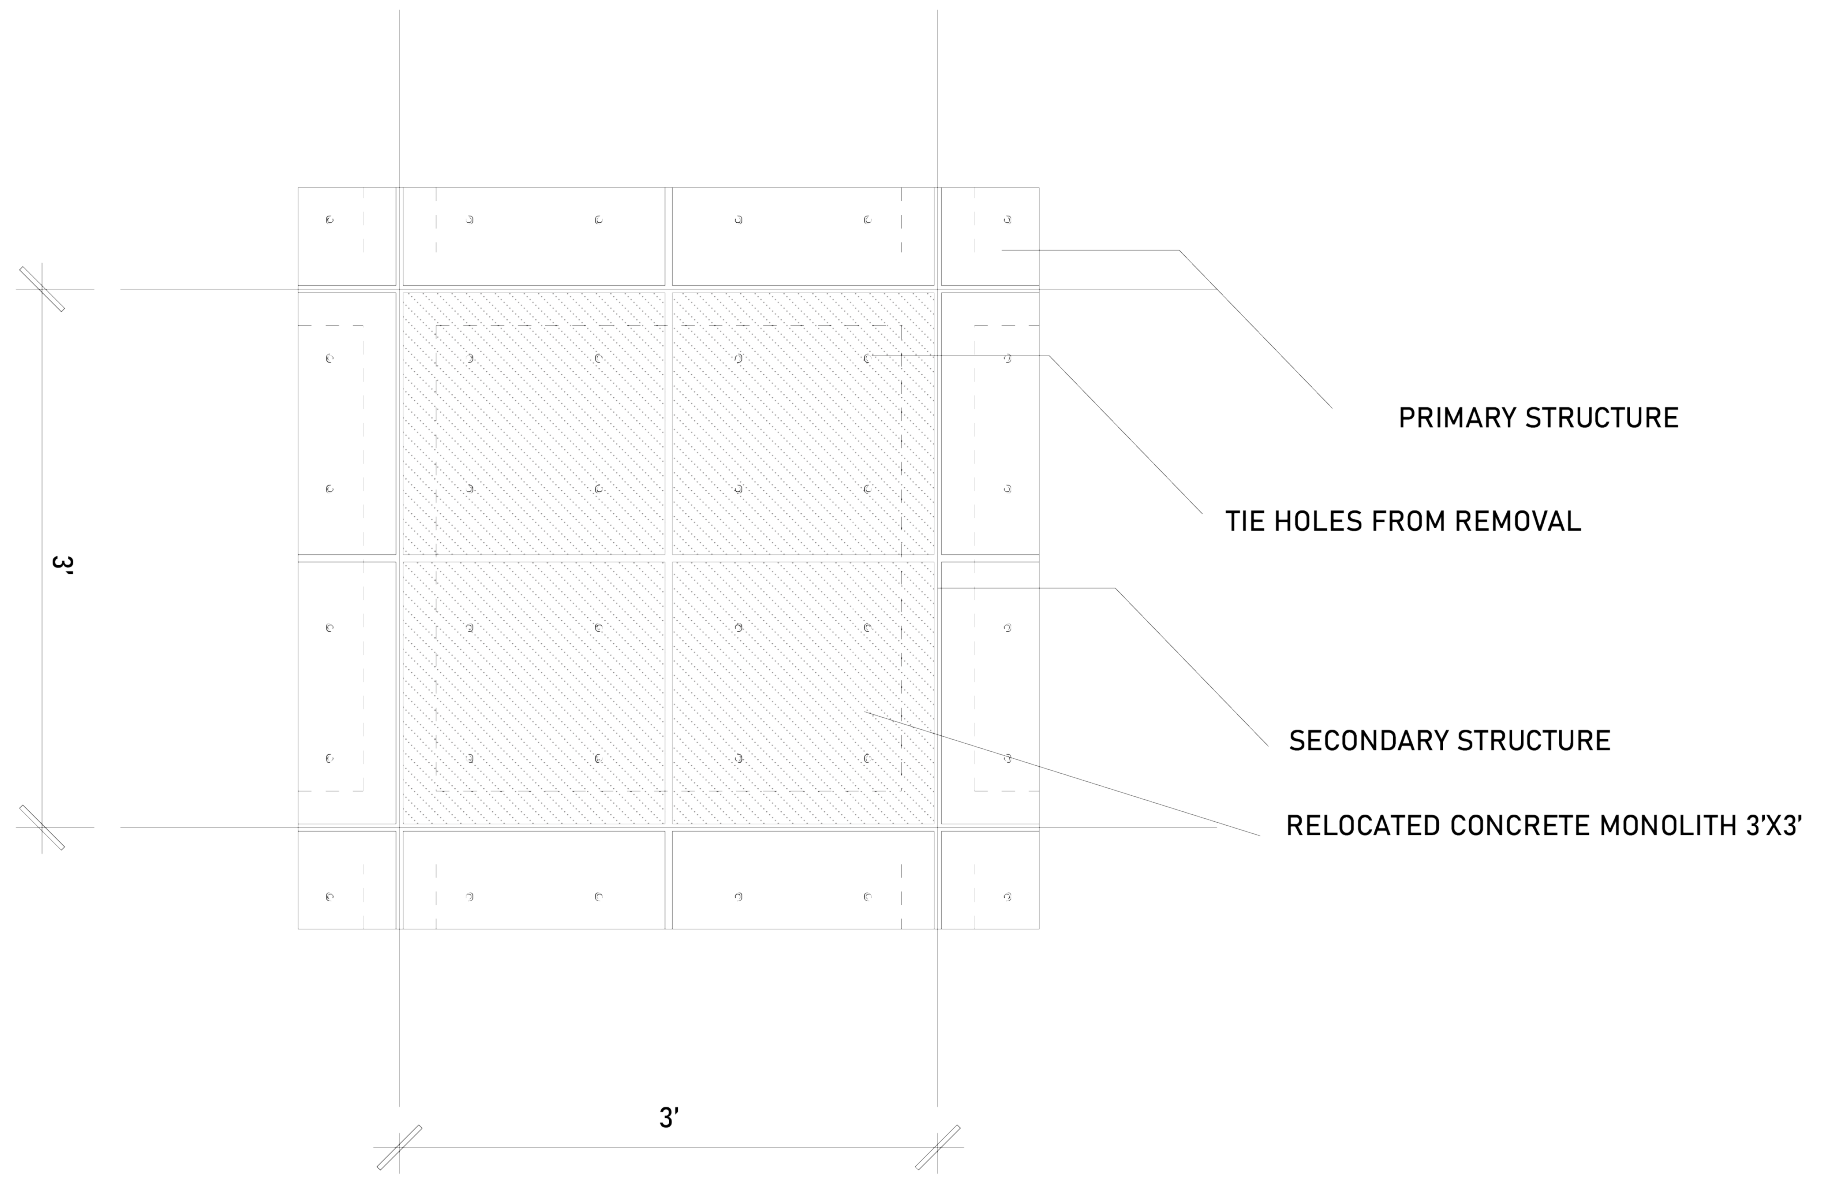 PRIMARY STRUCTURE
TIE HOLES FROM REMOVAL
3'
SECONDARY STRUCTURE
RELOCATED CONCRETE MONOLITH 3'X3'
3'